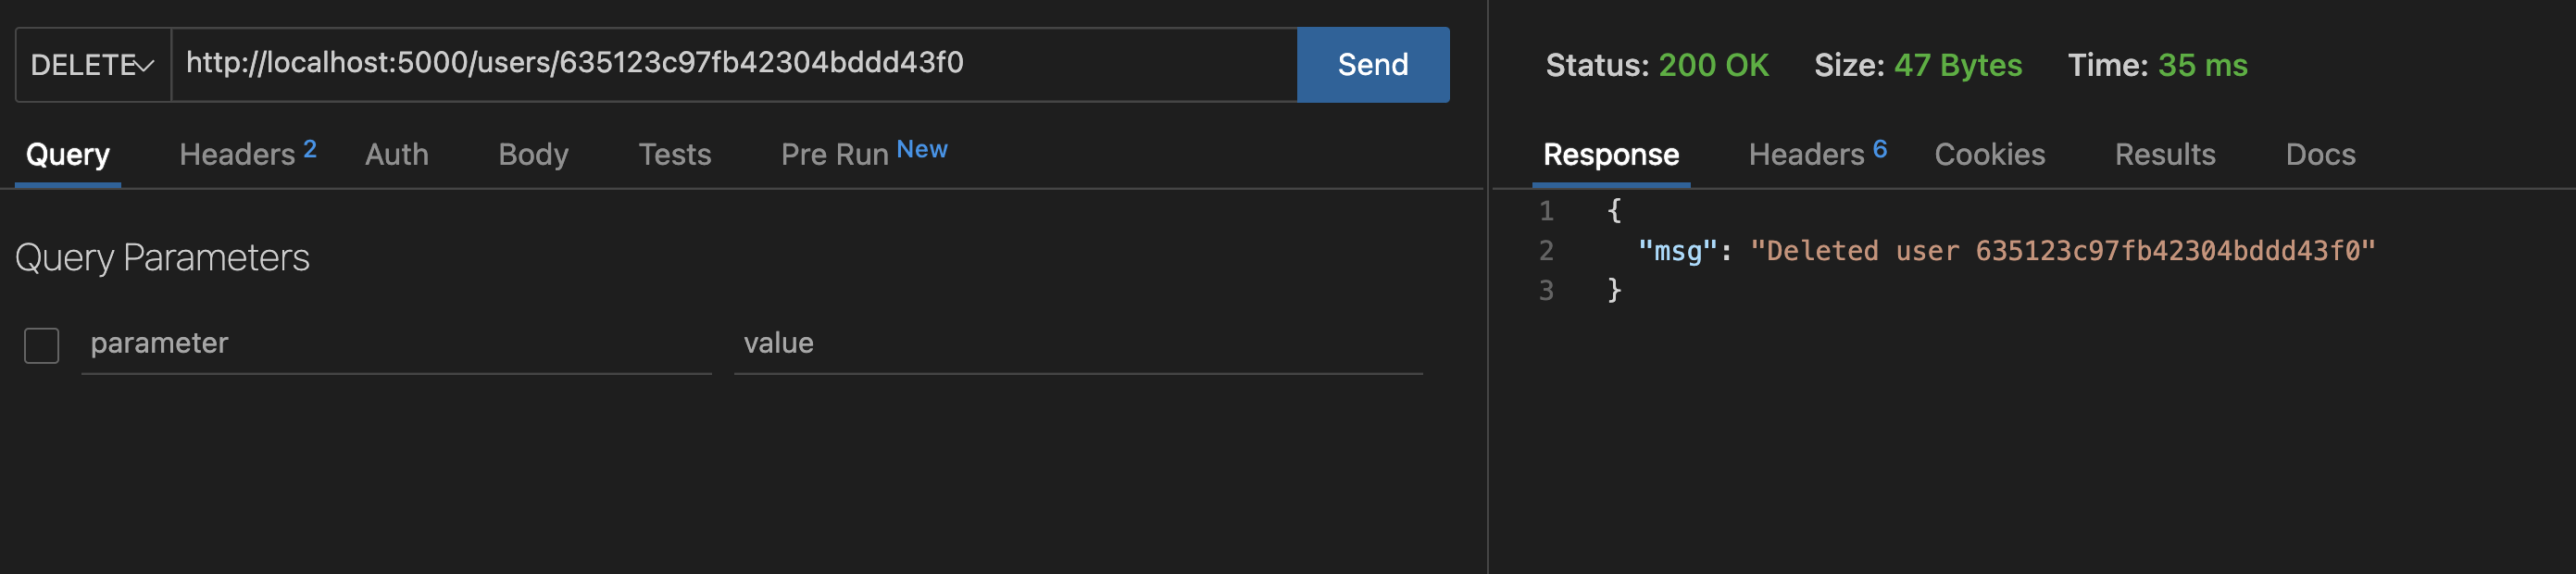 DELETE http://localhost:5000/users/635123c97fb42304bddd43f0 Send
Query Headers 2 Auth Body Tests Pre Run New
Query Parameters
parameter value
Status: 200 OK Size: 47 Bytes Time: 35 ms
Response Headers 6 Cookies Results Docs
1 {
2 "msg": "Deleted user 635123c97fb42304bddd43f0"
3 }